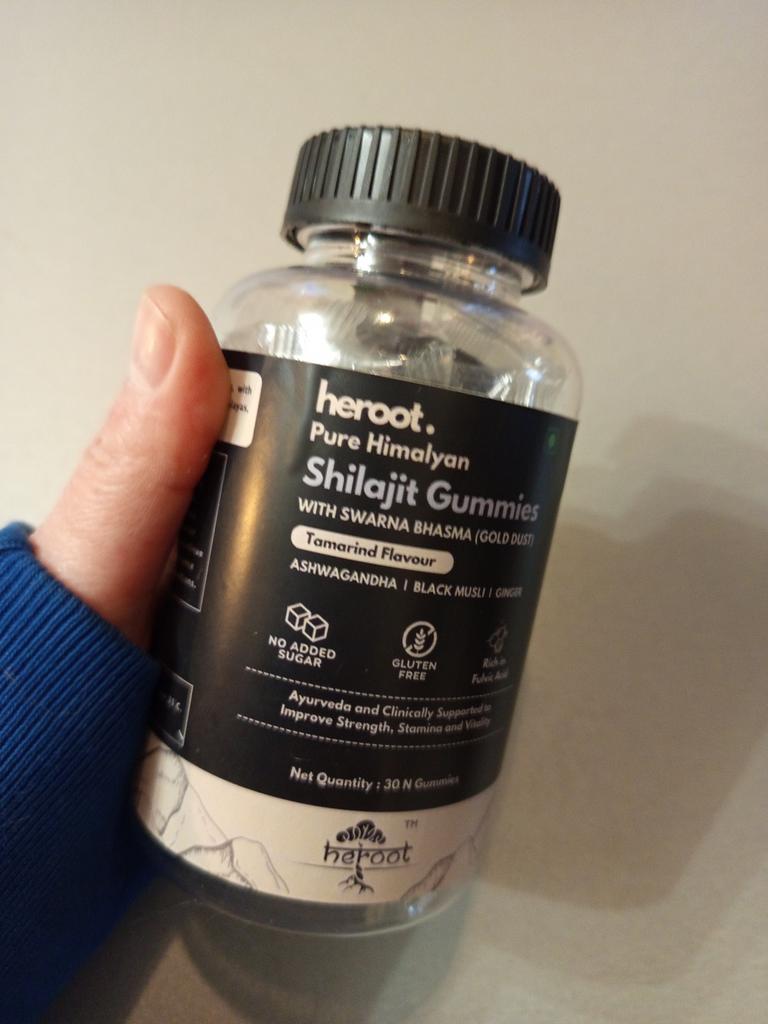 heroot.
Pure Himalyan
Shilajit Gummies
WITH SWARNA BHASMA (GOLD DUST)
Tamarind Flavour
ASHWAGANDHA | BLACK MUSLI | GINGER
NO ADDED
SUGAR
GLUTEN
FREE
Rich in
Fulvic Acid
Ayurveda and Clinically Supported to
Improve Strength, Stamina and Vitality
Net Quantity : 30 N Gummies
TM
heroot
with